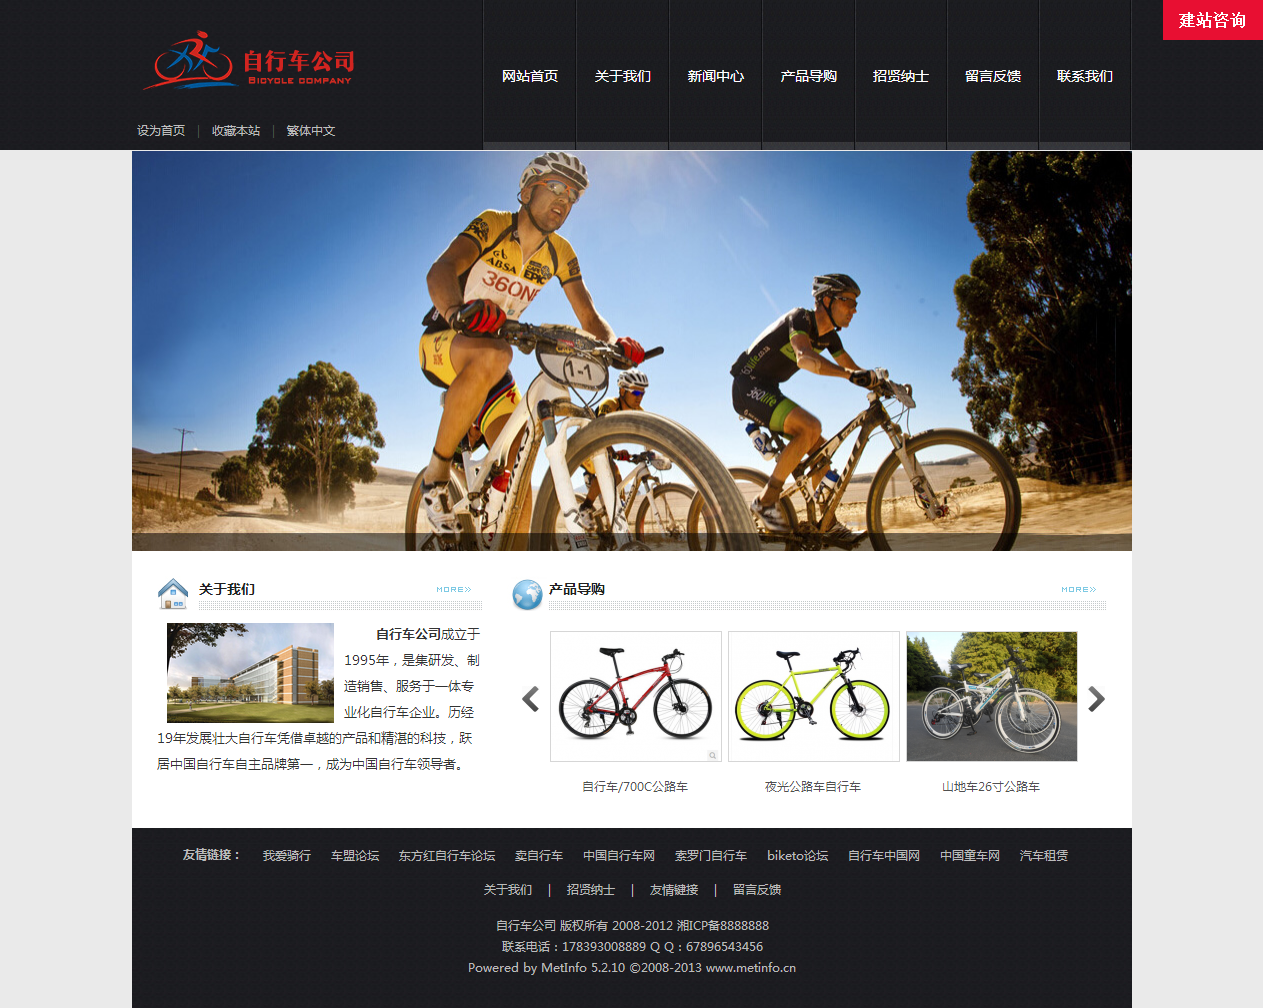 建站咨询
自行车公司
BICYCLE COMPANY
网站首页 关于我们 新闻中心 产品导购 招贤纳士 留言反馈 联系我们
设为首页 | 收藏本站 | 繁体中文
ABSA
CAPE
EPIC
36ONE
1-1
360life
关于我们
MORE»
产品导购
MORE»
自行车公司成立于
1995年，是集研发、制
造销售、服务于一体专
业化自行车企业。历经
19年发展壮大自行车凭借卓越的产品和精湛的科技，跃
居中国自行车自主品牌第一，成为中国自行车领导者。
自行车/700C公路车
夜光公路车自行车
山地车26寸公路车
友情链接： 我爱骑行 车盟论坛 东方红自行车论坛 卖自行车 中国自行车网 索罗门自行车 biketo论坛 自行车中国网 中国童车网 汽车租赁
关于我们 | 招贤纳士 | 友情链接 | 留言反馈
自行车公司 版权所有 2008-2012 湘ICP备8888888
联系电话：178393008889 Q Q：67896543456
Powered by MetInfo 5.2.10 ©2008-2013 www.metinfo.cn